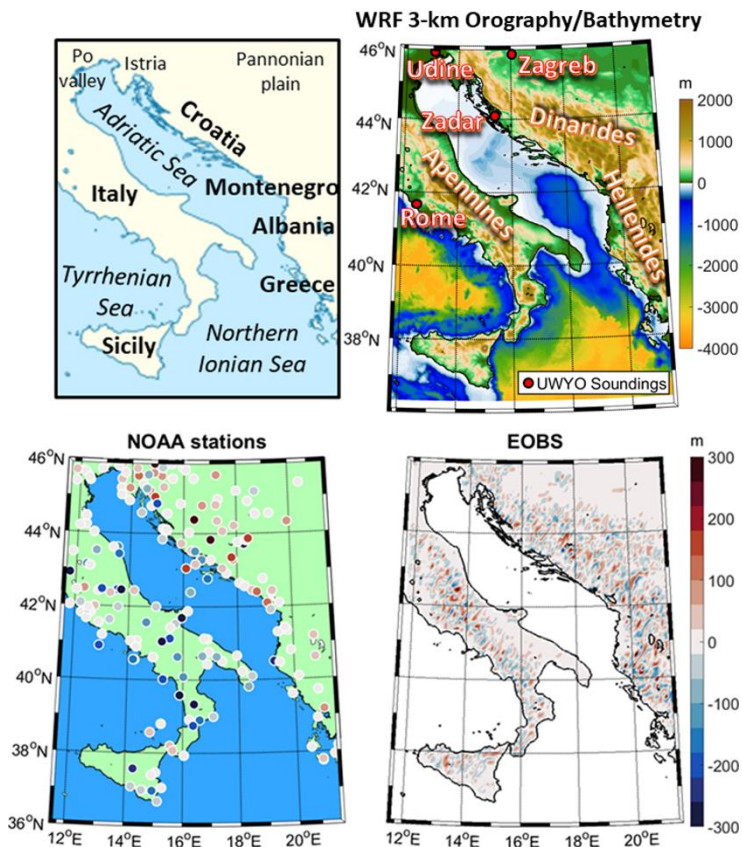 WRF 3-km Orography/Bathymetry
Po
valley
Istria
Pannonian
plain
Adriatic Sea
Croatia
Montenegro
Italy
Albania
Tyrrhenian
Sea
Greece
Sicily
Northern
Ionian Sea
46°N
44°N
42°N
40°N
38°N
Udine
Zagreb
Zadar
Dinarides
Apennines
Hellenides
Rome
UWYO Soundings
m
2000
1000
0
-1000
-2000
-3000
-4000
NOAA stations
46°N
44°N
42°N
40°N
38°N
36°N
12°E
14°E
16°E
18°E
20°E
EOBS
12°E
14°E
16°E
18°E
20°E
m
300
200
100
0
-100
-200
-300